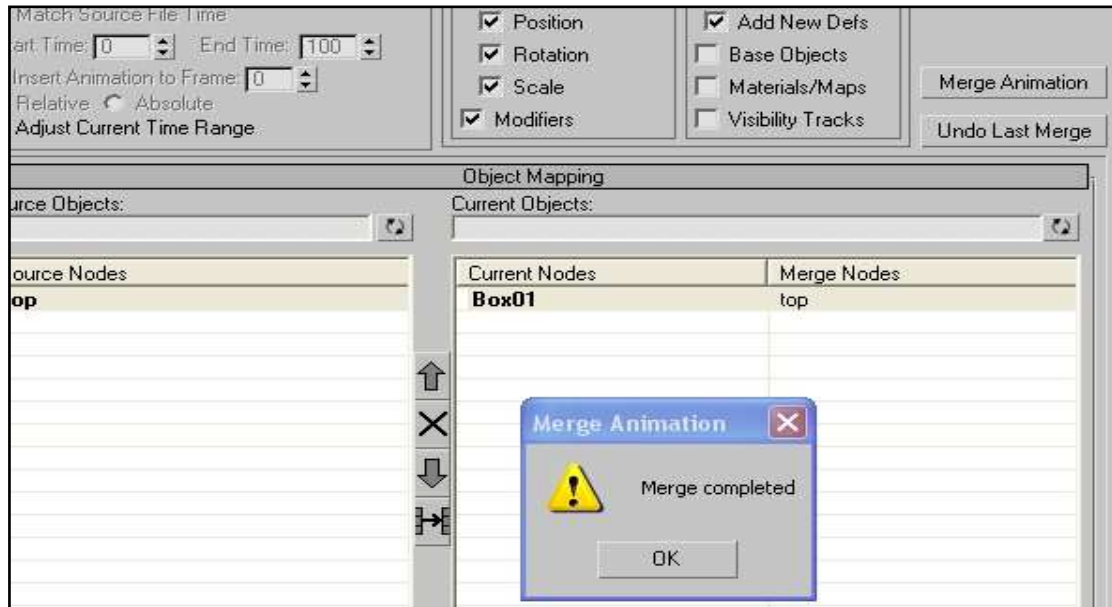 Match Source File Time
art Time: 0 End Time: 100
Insert Animation to Frame: 0
Relative Absolute
Adjust Current Time Range
Position
Rotation
Scale
Modifiers
Add New Defs
Base Objects
Materials/Maps
Visibility Tracks
Merge Animation
Undo Last Merge
Object Mapping
urce Objects:
Current Objects:
ource Nodes
op
Current Nodes Merge Nodes
Box01 top
Merge Animation
Merge completed
OK